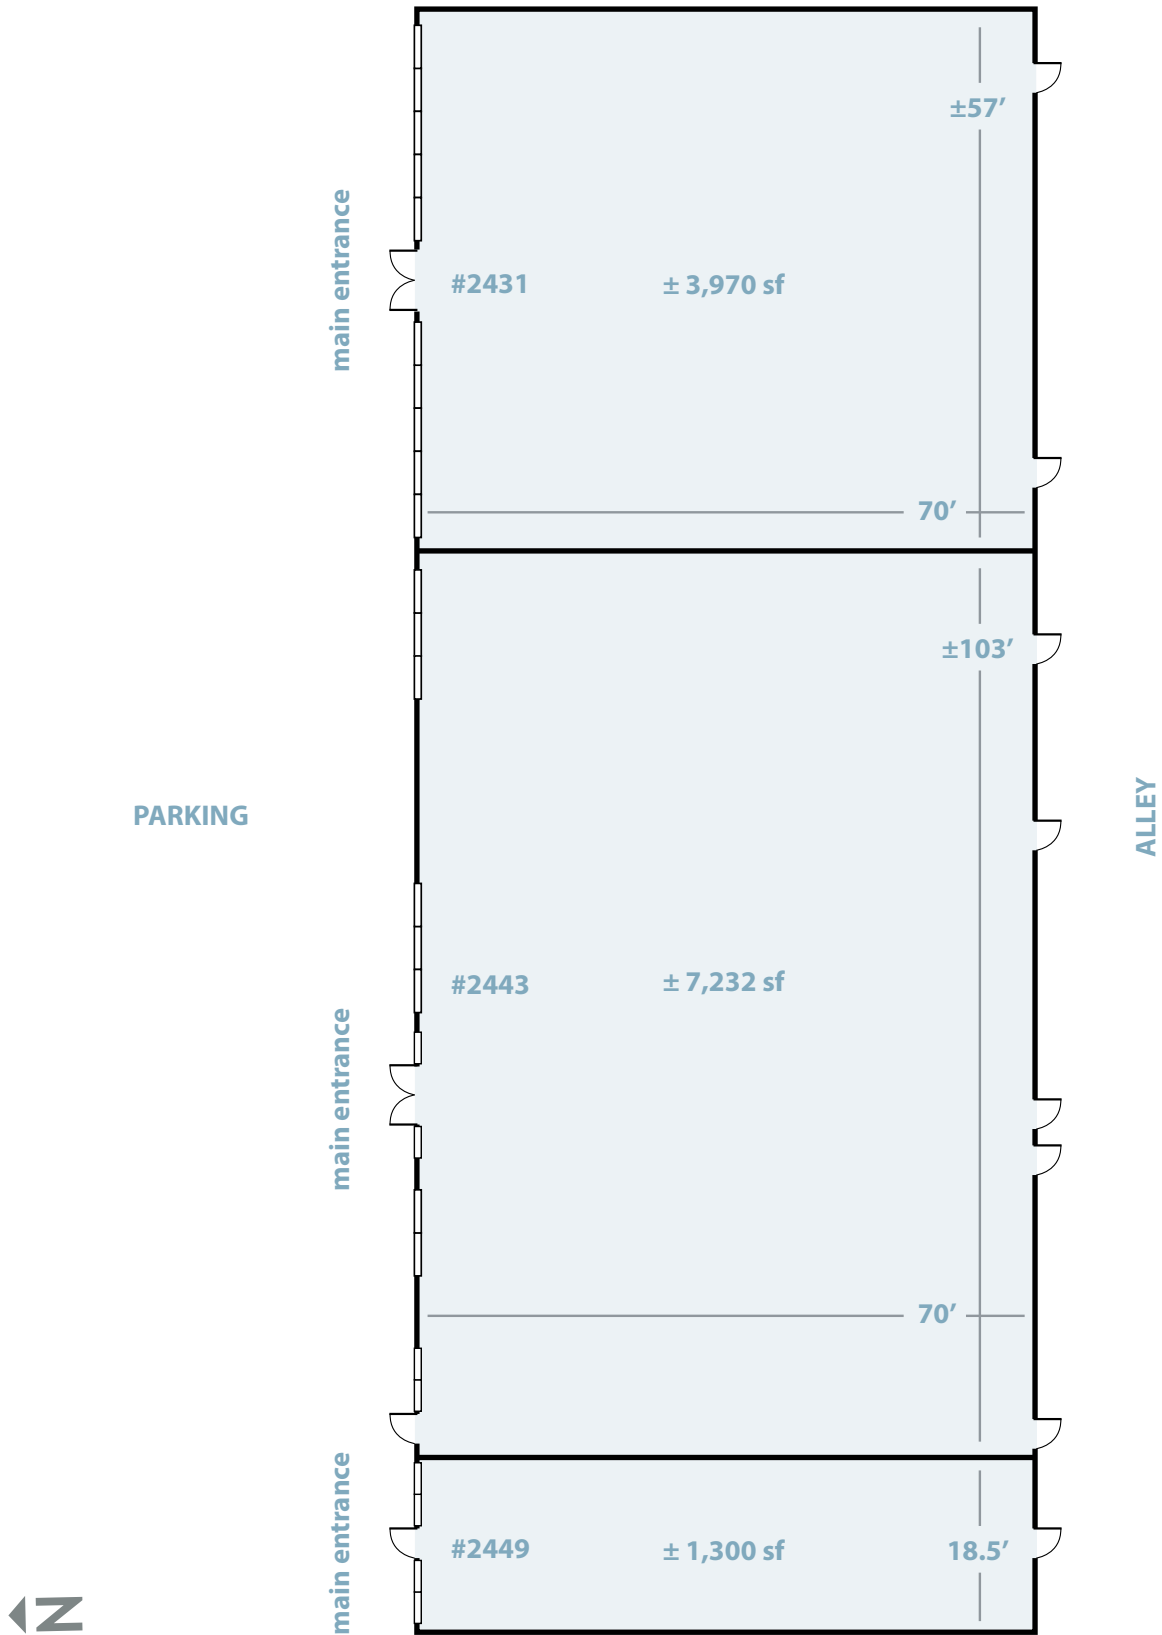 ±57′
main entrance
#2431
± 3,970 sf
70′
±103′
PARKING
ALLEY
#2443
± 7,232 sf
main entrance
70′
main entrance
#2449
± 1,300 sf
18.5′
N